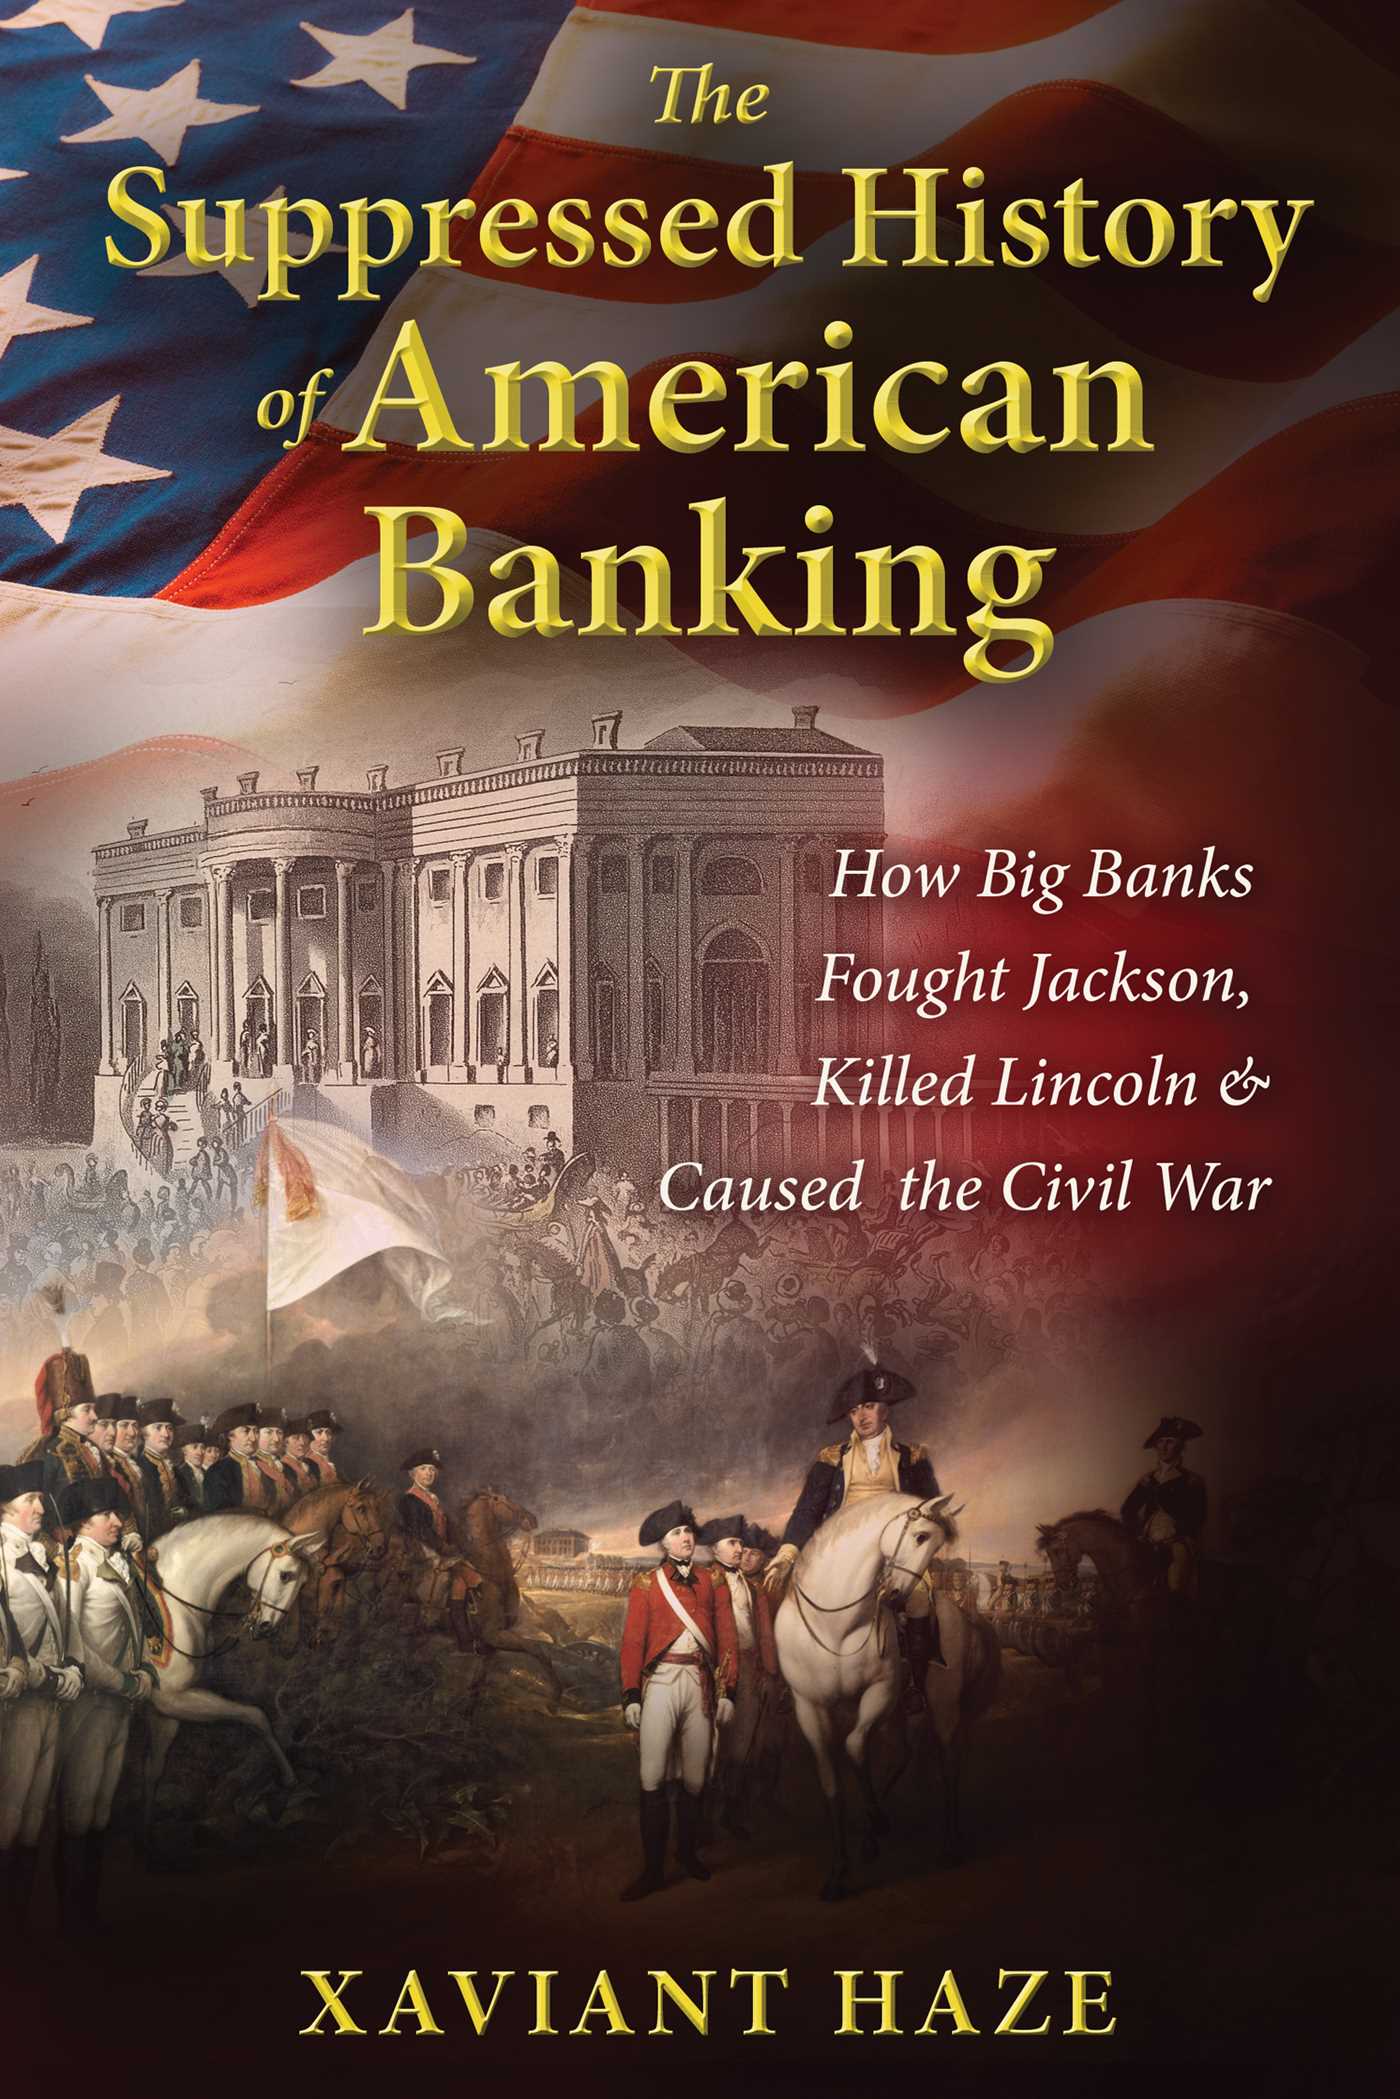 The
Suppressed History
of American
Banking
How Big Banks
Fought Jackson,
Killed Lincoln &
Caused the Civil War
XAVIANT HAZE